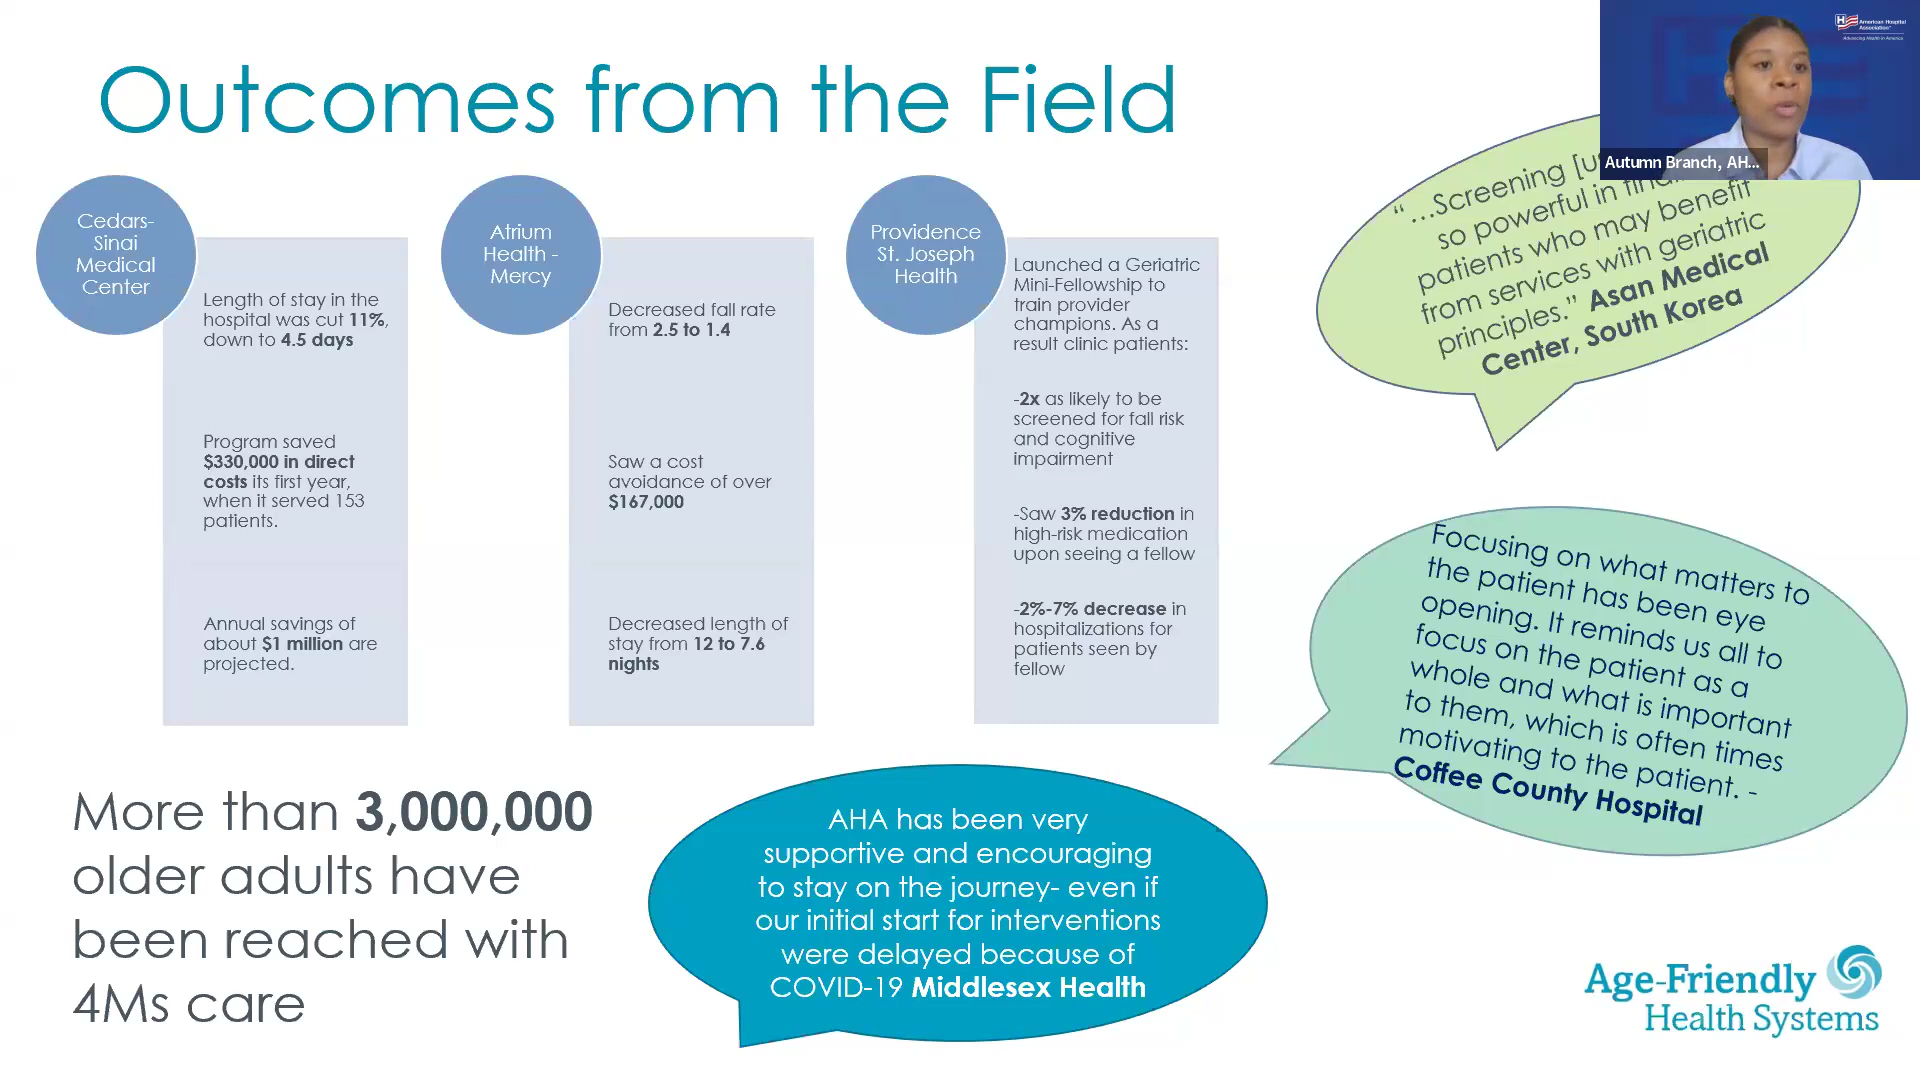 Outcomes from the Field
Cedars-
Sinai
Medical
Center
Length of stay in the
hospital was cut 11%,
down to 4.5 days
Program saved
$330,000 in direct
costs its first year,
when it served 153
patients.
Annual savings of
about $1 million are
projected.
Atrium
Health -
Mercy
Decreased fall rate
from 2.5 to 1.4
Saw a cost
avoidance of over
$167,000
Decreased length of
stay from 12 to 7.6
nights
Providence
St. Joseph
Health
Launched a Geriatric
Mini-Fellowship to
train provider
champions. As a
result clinic patients:
-2x as likely to be
screened for fall risk
and cognitive
impairment
-Saw 3% reduction in
high-risk medication
upon seeing a fellow
-2%-7% decrease in
hospitalizations for
patients seen by
fellow
American Hospital
Association
Advancing Health in America
Autumn Branch, AH...
“…Screening
so powerful in
patients who may benefit
from services with geriatric
principles.” Asan Medical
Center, South Korea
Focusing on what matters to
the patient has been eye
opening. It reminds us all to
focus on the patient as a
whole and what is important
to them, which is often times
motivating to the patient. -
Coffee County Hospital
More than 3,000,000
older adults have
been reached with
4Ms care
AHA has been very
supportive and encouraging
to stay on the journey- even if
our initial start for interventions
were delayed because of
COVID-19 Middlesex Health
Age-Friendly
Health Systems